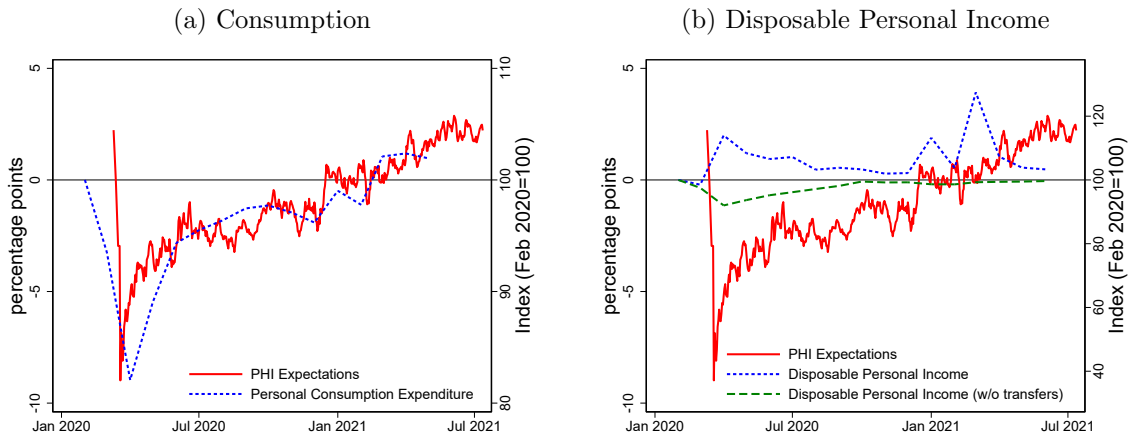 (a) Consumption
percentage points
5
0
-5
-10
110
100
90
80
Index (Feb 2020=100)
PHI Expectations
Personal Consumption Expenditure
Jan 2020
Jul 2020
Jan 2021
Jul 2021
(b) Disposable Personal Income
percentage points
5
0
-5
-10
120
100
80
60
40
Index (Feb 2020=100)
PHI Expectations
Disposable Personal Income
Disposable Personal Income (w/o transfers)
Jan 2020
Jul 2020
Jan 2021
Jul 2021